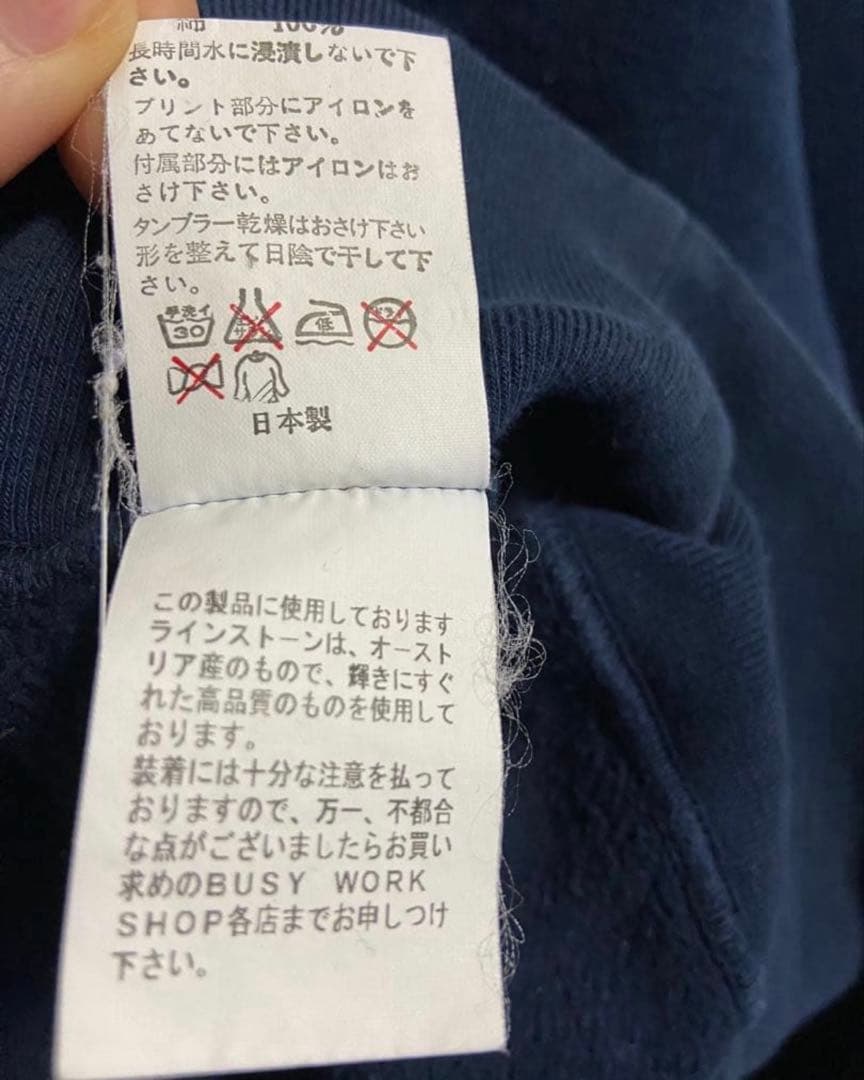 綿 100%
長時間水に浸漬しないで下
さい。
プリント部分にアイロンを
あてないで下さい。
付属部分にはアイロンはお
さけ下さい。
タンブラー乾燥はおさけ下さい
形を整えて日陰で干して下
さい。
手洗イ
30
低
ドライ
日本製
この製品に使用しております
ラインストーンは、オースト
リア産のもので、輝きにすぐ
れた高品質のものを使用して
おります。
装着には十分な注意を払って
おりますので、万一、不都合
な点がございましたらお買い
求めのBUSY WORK
SHOP各店までお申しつけ
下さい。